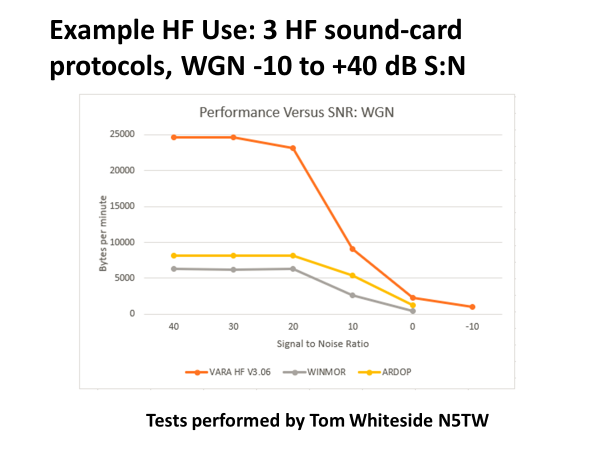 Example HF Use: 3 HF sound-card
protocols, WGN -10 to +40 dB S:N
Performance Versus SNR: WGN
Bytes per minute
25000
20000
15000
10000
5000
0
40 30 20 10 0 -10
Signal to Noise Ratio
VARA HF V3.06 WINMOR ARDOP
Tests performed by Tom Whiteside N5TW